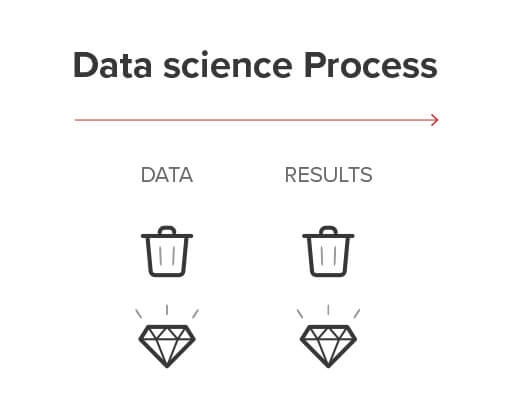 Data science Process
DATA RESULTS